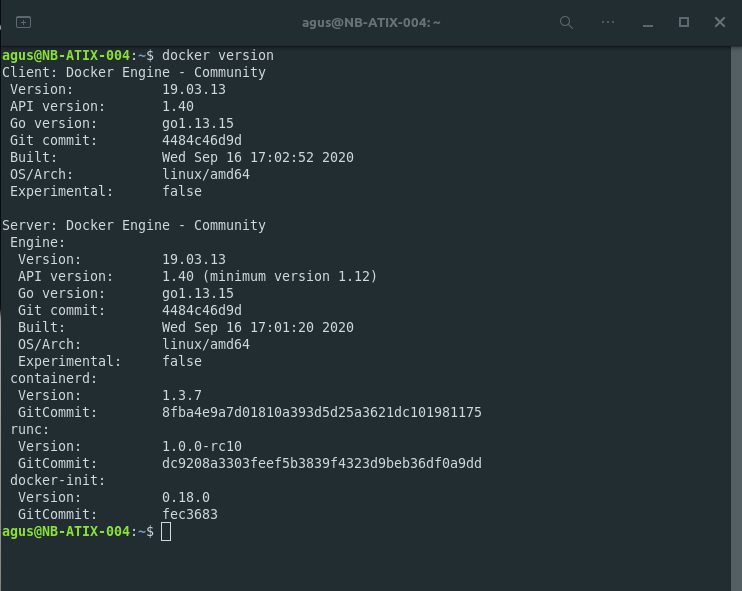 agus@NB-ATIX-004: ~
agus@NB-ATIX-004:~$ docker version
Client: Docker Engine - Community
 Version:           19.03.13
 API version:       1.40
 Go version:        go1.13.15
 Git commit:        4484c46d9d
 Built:             Wed Sep 16 17:02:52 2020
 OS/Arch:           linux/amd64
 Experimental:      false

Server: Docker Engine - Community
 Engine:
  Version:          19.03.13
  API version:      1.40 (minimum version 1.12)
  Go version:       go1.13.15
  Git commit:       4484c46d9d
  Built:            Wed Sep 16 17:01:20 2020
  OS/Arch:          linux/amd64
  Experimental:     false
 containerd:
  Version:          1.3.7
  GitCommit:        8fba4e9a7d01810a393d5d25a3621dc101981175
 runc:
  Version:          1.0.0-rc10
  GitCommit:        dc9208a3303feef5b3839f4323d9beb36df0a9dd
 docker-init:
  Version:          0.18.0
  GitCommit:        fec3683
agus@NB-ATIX-004:~$